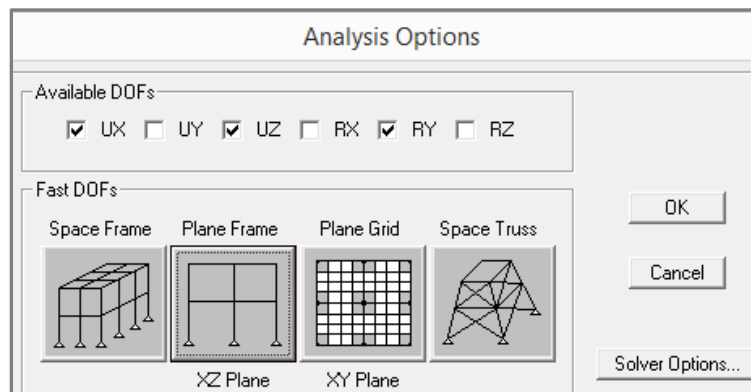 Analysis Options
Available DOFs
UX UY UZ RX RY RZ
Fast DOFs
Space Frame Plane Frame Plane Grid Space Truss
XZ Plane XY Plane
OK
Cancel
Solver Options...